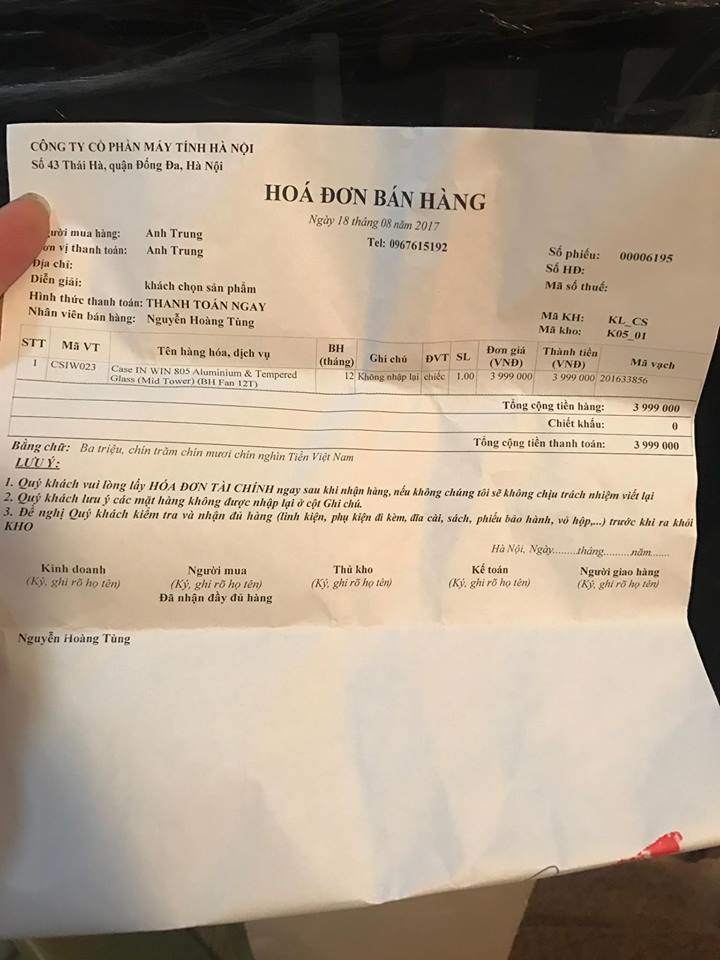 CÔNG TY CỔ PHẦN MÁY TÍNH HÀ NỘI
Số 43 Thái Hà, quận Đống Đa, Hà Nội
HOÁ ĐƠN BÁN HÀNG
Ngày 18 tháng 08 năm 2017
Tel: 0967615192
ười mua hàng: Anh Trung
ơn vị thanh toán: Anh Trung
Địa chỉ:
Diễn giải: khách chọn sản phẩm
Hình thức thanh toán: THANH TOÁN NGAY
Nhân viên bán hàng: Nguyễn Hoàng Tùng
Số phiếu: 00006195
Số HĐ:
Mã số thuế:
Mã KH: KL_CS
Mã kho: K05_01
STT Mã VT Tên hàng hóa, dịch vụ BH (tháng) Ghi chú ĐVT SL Đơn giá (VNĐ) Thành tiền (VNĐ) Mã vạch
1 CSIW023 Case IN WIN 805 Aluminium & Tempered Glass (Mid Tower) (BH Fan 12T) 12 Không nhập lại chiếc 1.00 3 999 000 3 999 000 201633856
Tổng cộng tiền hàng: 3 999 000
Chiết khấu: 0
Tổng cộng tiền thanh toán: 3 999 000
Bằng chữ: Ba triệu, chín trăm chín mươi chín nghìn Tiền Việt Nam
LƯU Ý:
1. Quý khách vui lòng lấy HÓA ĐƠN TÀI CHÍNH ngay sau khi nhận hàng, nếu không chúng tôi sẽ không chịu trách nhiệm viết lại
2. Quý khách lưu ý các mặt hàng không được nhập lại ở cột Ghi chú.
3. Đề nghị Quý khách kiểm tra và nhận đủ hàng (linh kiện, phụ kiện đi kèm, đĩa cài, sách, phiếu bảo hành, vỏ hộp,...) trước khi ra khỏi
KHO
Hà Nội, Ngày.........tháng.........năm......
Kinh doanh Người mua Thủ kho Kế toán Người giao hàng
(Ký, ghi rõ họ tên) (Ký, ghi rõ họ tên) (Ký, ghi rõ họ tên) (Ký, ghi rõ họ tên) (Ký, ghi rõ họ tên)
Đã nhận đầy đủ hàng
Nguyễn Hoàng Tùng